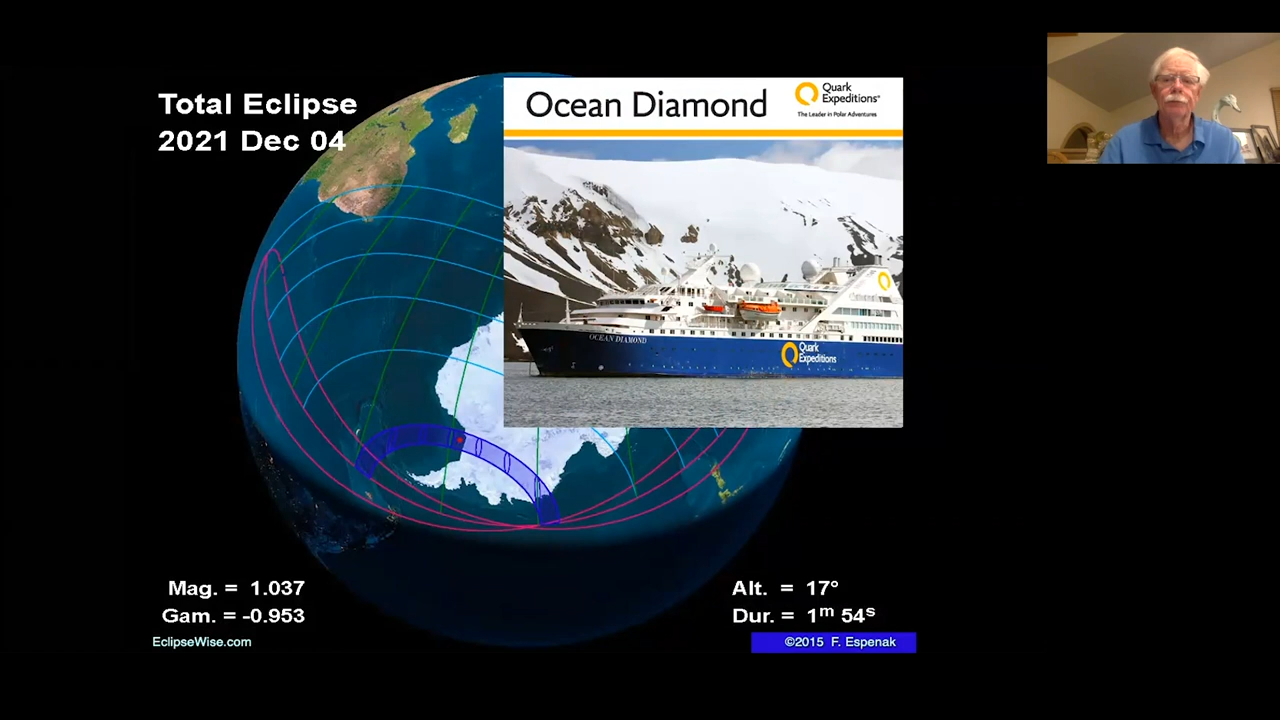 Total Eclipse
2021 Dec 04
Ocean Diamond
Quark
Expeditions®
The Leader in Polar Adventures
OCEAN DIAMOND
Quark
Expeditions
Mag. = 1.037
Gam. = -0.953
Alt. = 17°
Dur. = 1m 54s
EclipseWise.com
©2015 F. Espenak